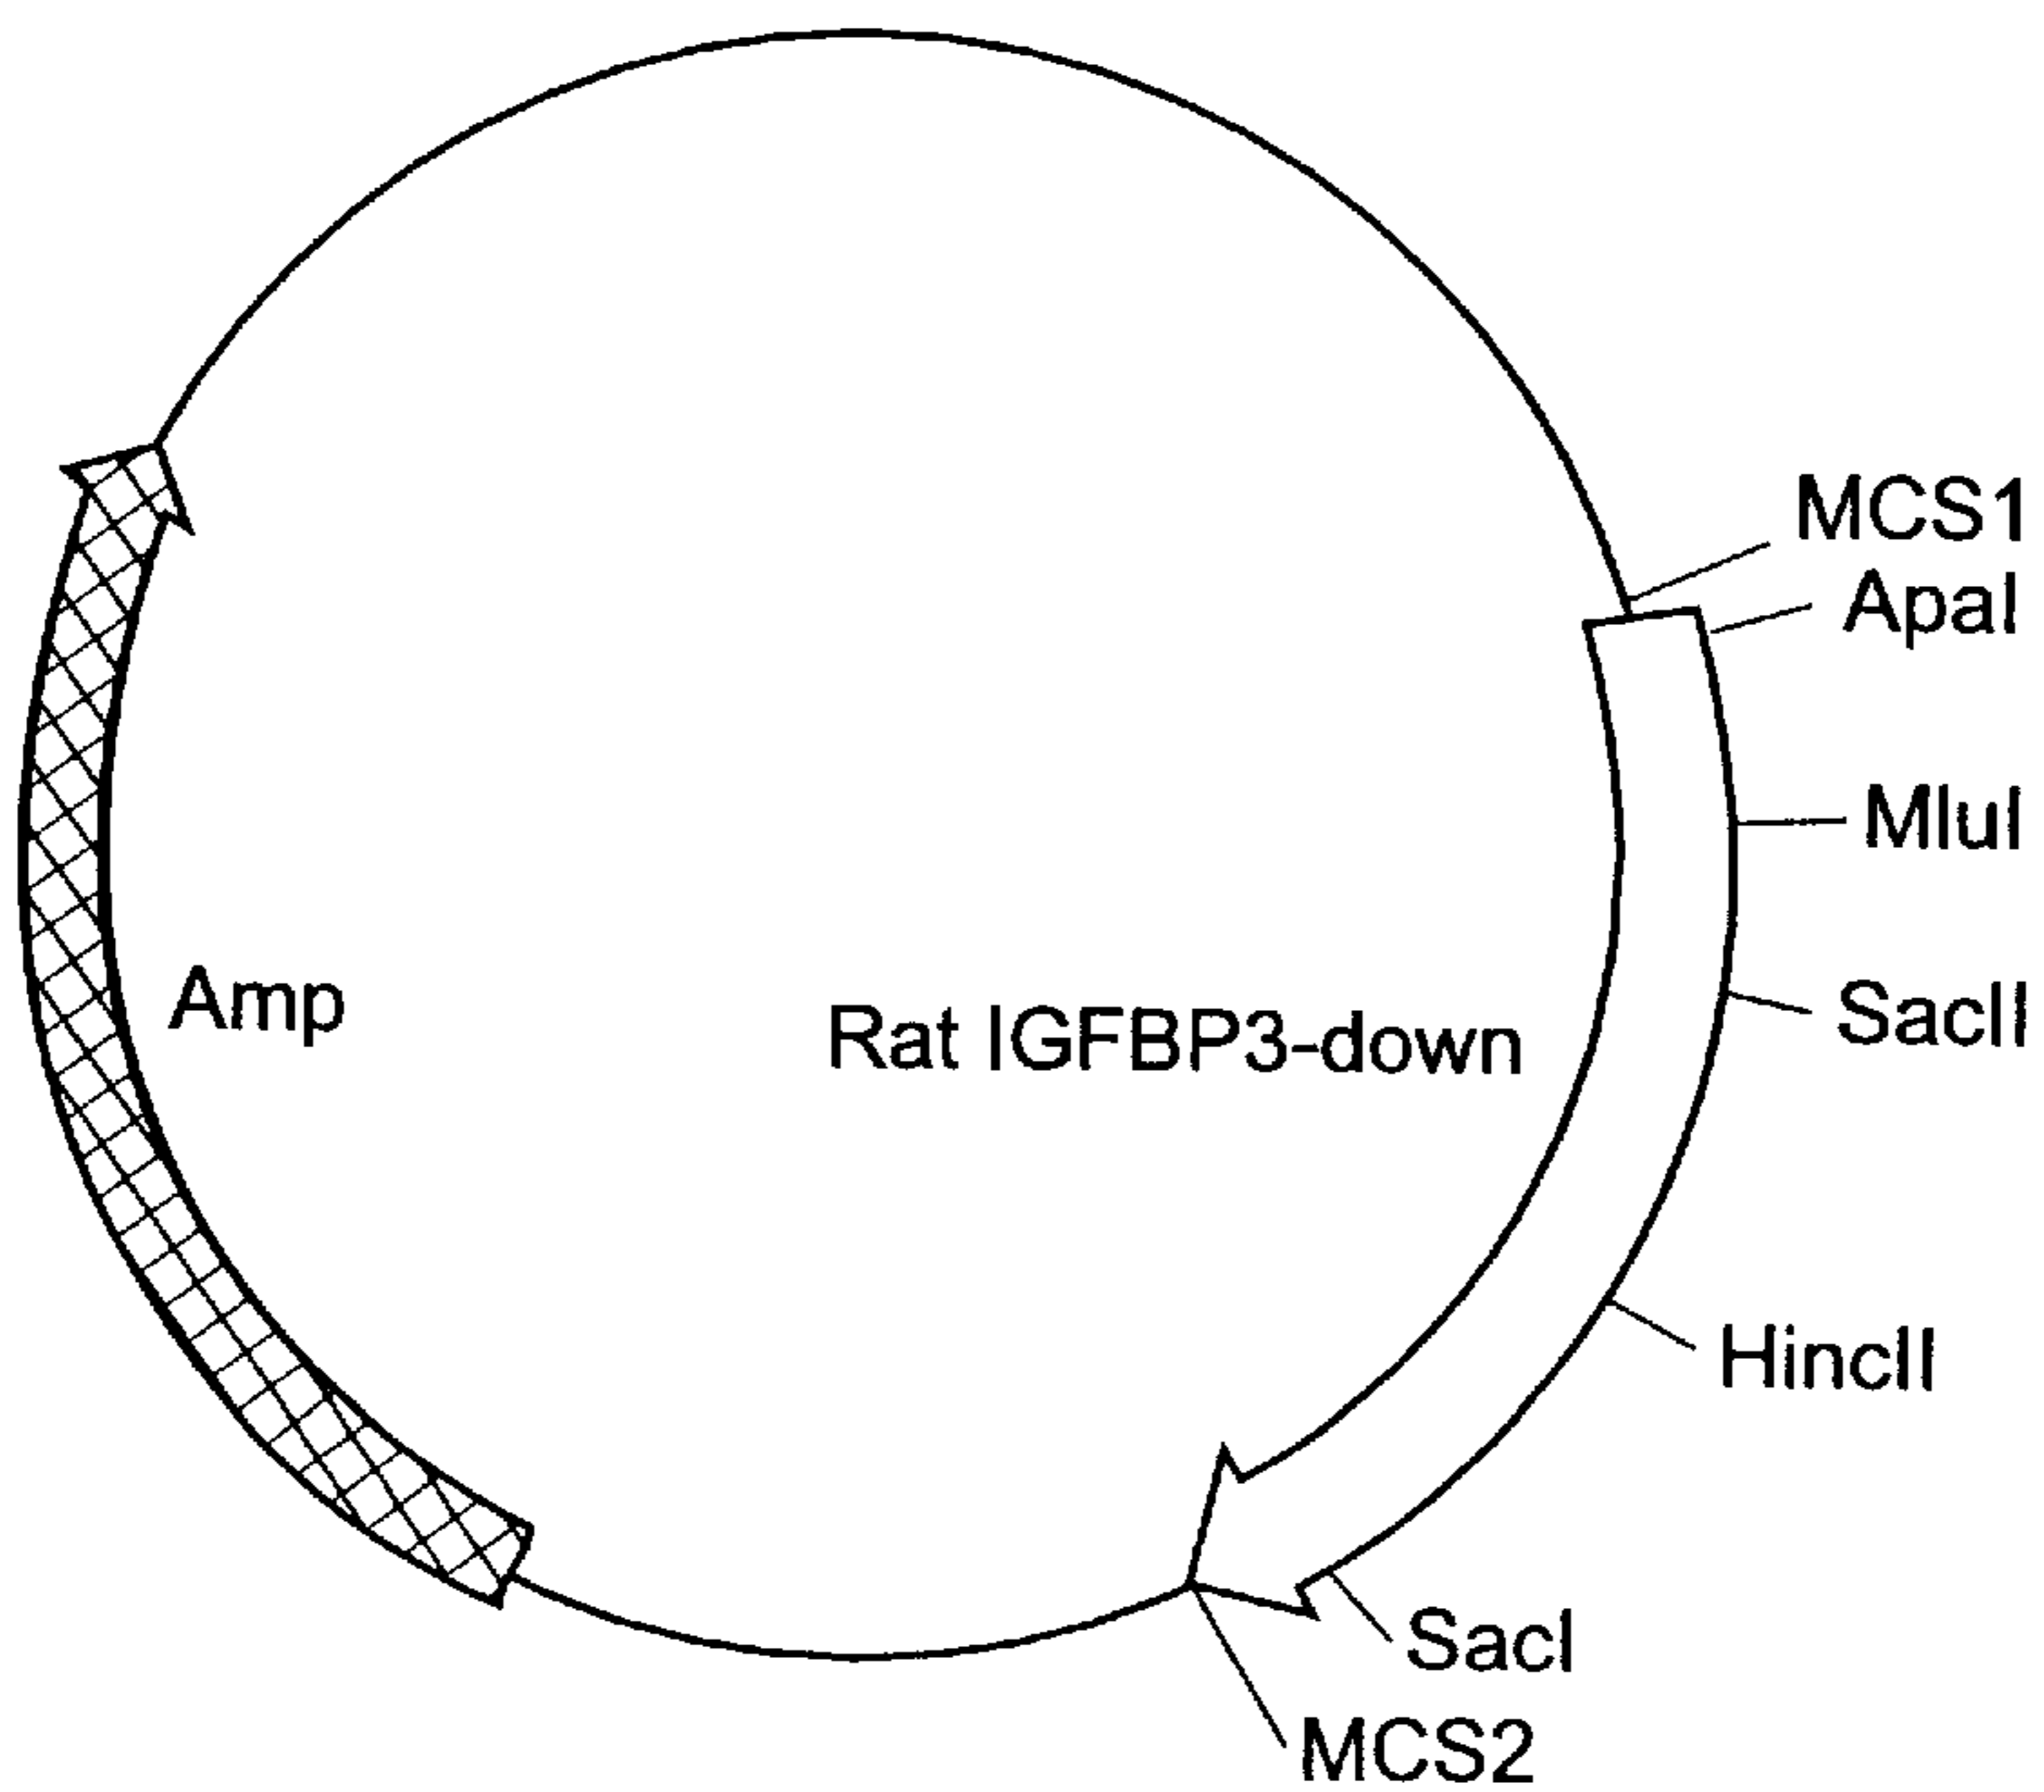 MCS1
ApaI
MluI
Amp
Rat IGFBP3-down
SacII
HincII
SacI
MCS2